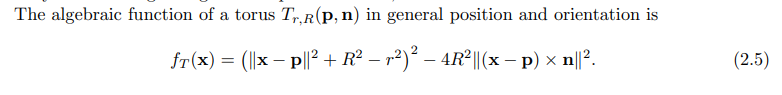 The algebraic function of a torus T_{r,R}(p, n) in general position and orientation is
f_T(x) = (‖x − p‖² + R² − r²)² − 4R²‖(x − p) × n‖². (2.5)